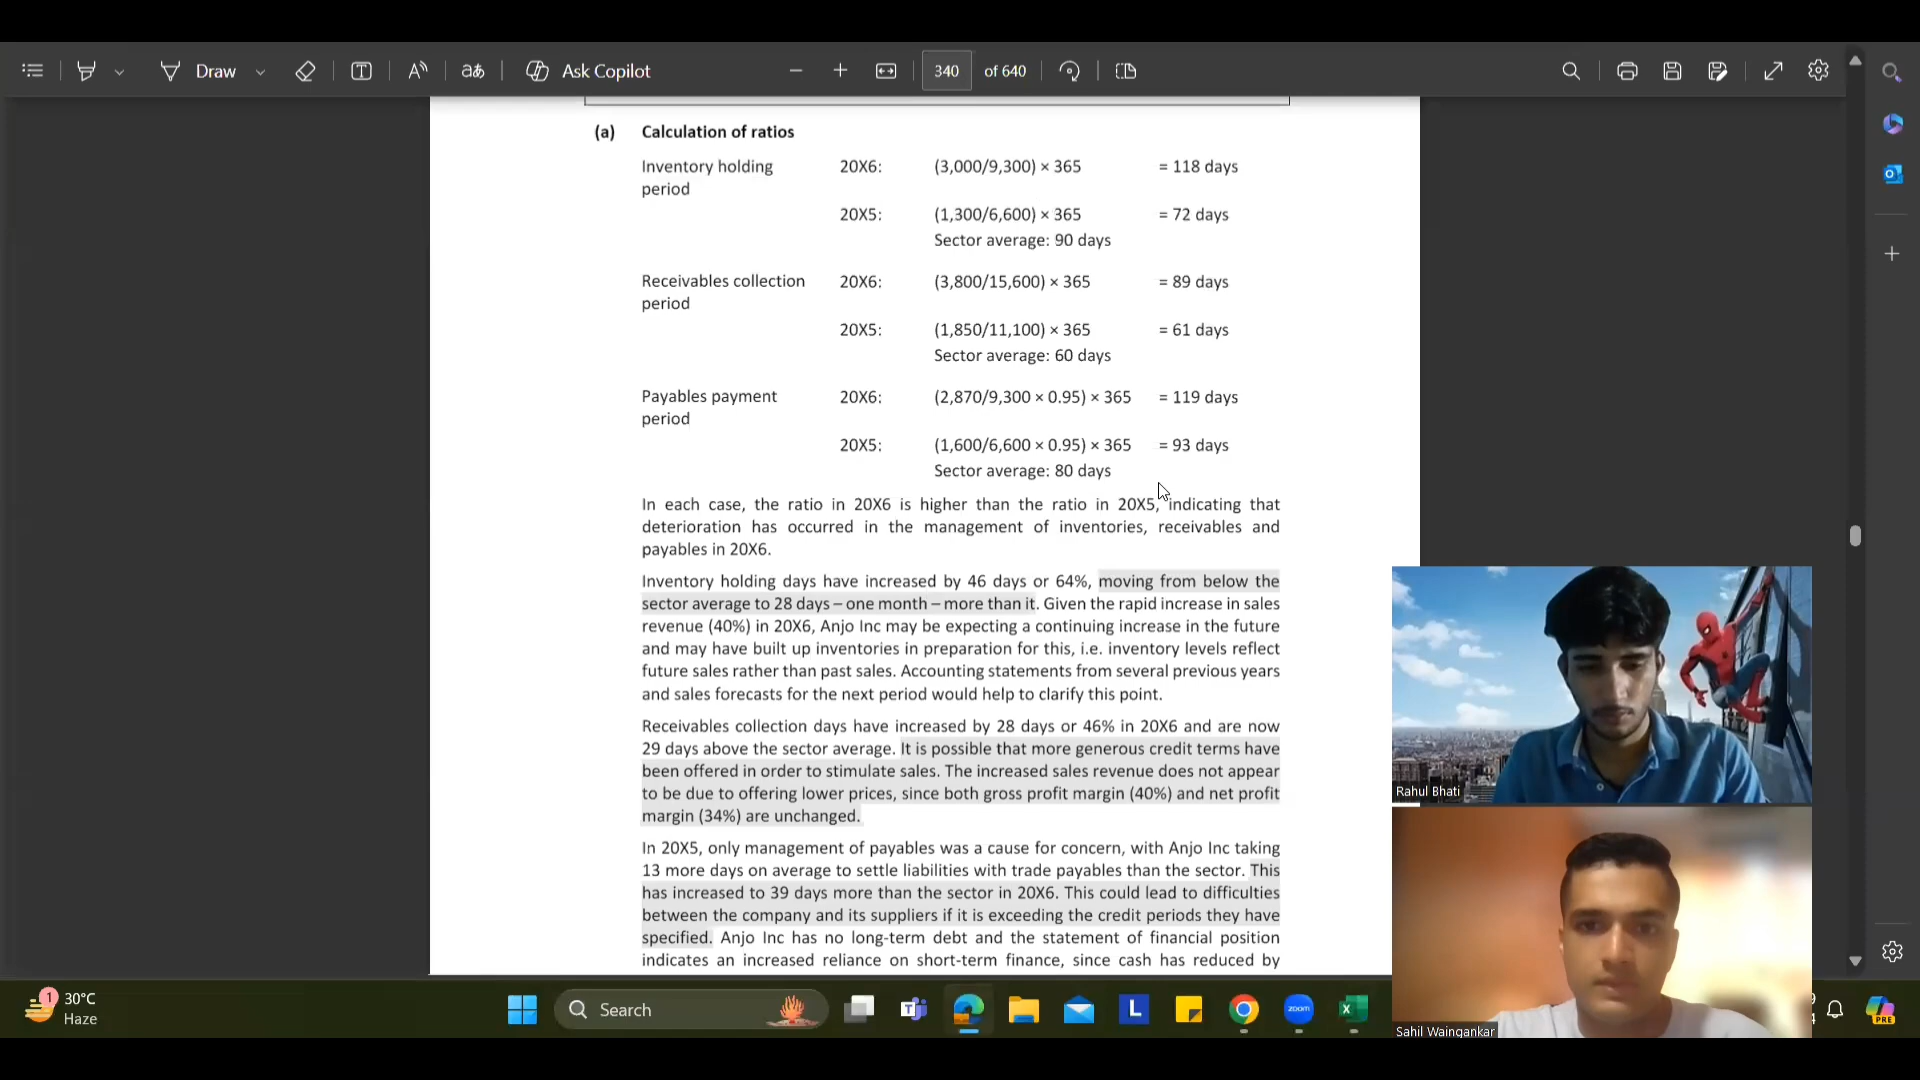 Draw
Ask Copilot
340
of 640
(a) Calculation of ratios
Inventory holding 20X6: (3,000/9,300) × 365 = 118 days
period
20X5: (1,300/6,600) × 365 = 72 days
Sector average: 90 days
Receivables collection 20X6: (3,800/15,600) × 365 = 89 days
period
20X5: (1,850/11,100) × 365 = 61 days
Sector average: 60 days
Payables payment 20X6: (2,870/9,300 × 0.95) × 365 = 119 days
period
20X5: (1,600/6,600 × 0.95) × 365 = 93 days
Sector average: 80 days
In each case, the ratio in 20X6 is higher than the ratio in 20X5, indicating that
deterioration has occurred in the management of inventories, receivables and
payables in 20X6.
Inventory holding days have increased by 46 days or 64%, moving from below the
sector average to 28 days – one month – more than it. Given the rapid increase in sales
revenue (40%) in 20X6, Anjo Inc may be expecting a continuing increase in the future
and may have built up inventories in preparation for this, i.e. inventory levels reflect
future sales rather than past sales. Accounting statements from several previous years
and sales forecasts for the next period would help to clarify this point.
Receivables collection days have increased by 28 days or 46% in 20X6 and are now
29 days above the sector average. It is possible that more generous credit terms have
been offered in order to stimulate sales. The increased sales revenue does not appear
to be due to offering lower prices, since both gross profit margin (40%) and net profit
margin (34%) are unchanged.
In 20X5, only management of payables was a cause for concern, with Anjo Inc taking
13 more days on average to settle liabilities with trade payables than the sector. This
has increased to 39 days more than the sector in 20X6. This could lead to difficulties
between the company and its suppliers if it is exceeding the credit periods they have
specified. Anjo Inc has no long-term debt and the statement of financial position
indicates an increased reliance on short-term finance, since cash has reduced by
Rahul Bhati
Sahil Waingankar
1
30°C
Haze
Search
L
zoom
PRE